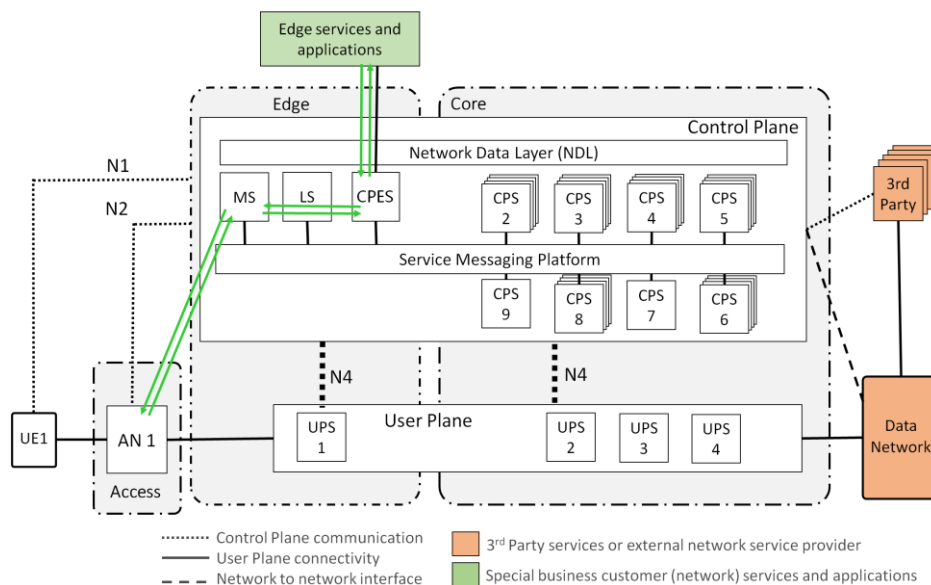 Edge services and
applications
Edge
Core
Control Plane
Network Data Layer (NDL)
N1
N2
MS
LS
CPES
CPS
2
CPS
3
CPS
4
CPS
5
3rd
Party
Service Messaging Platform
CPS
9
CPS
8
CPS
7
CPS
6
N4
N4
UE1
AN 1
Access
UPS
1
User Plane
UPS
2
UPS
3
UPS
4
Data
Network
Control Plane communication
User Plane connectivity
Network to network interface
3rd Party services or external network service provider
Special business customer (network) services and applications